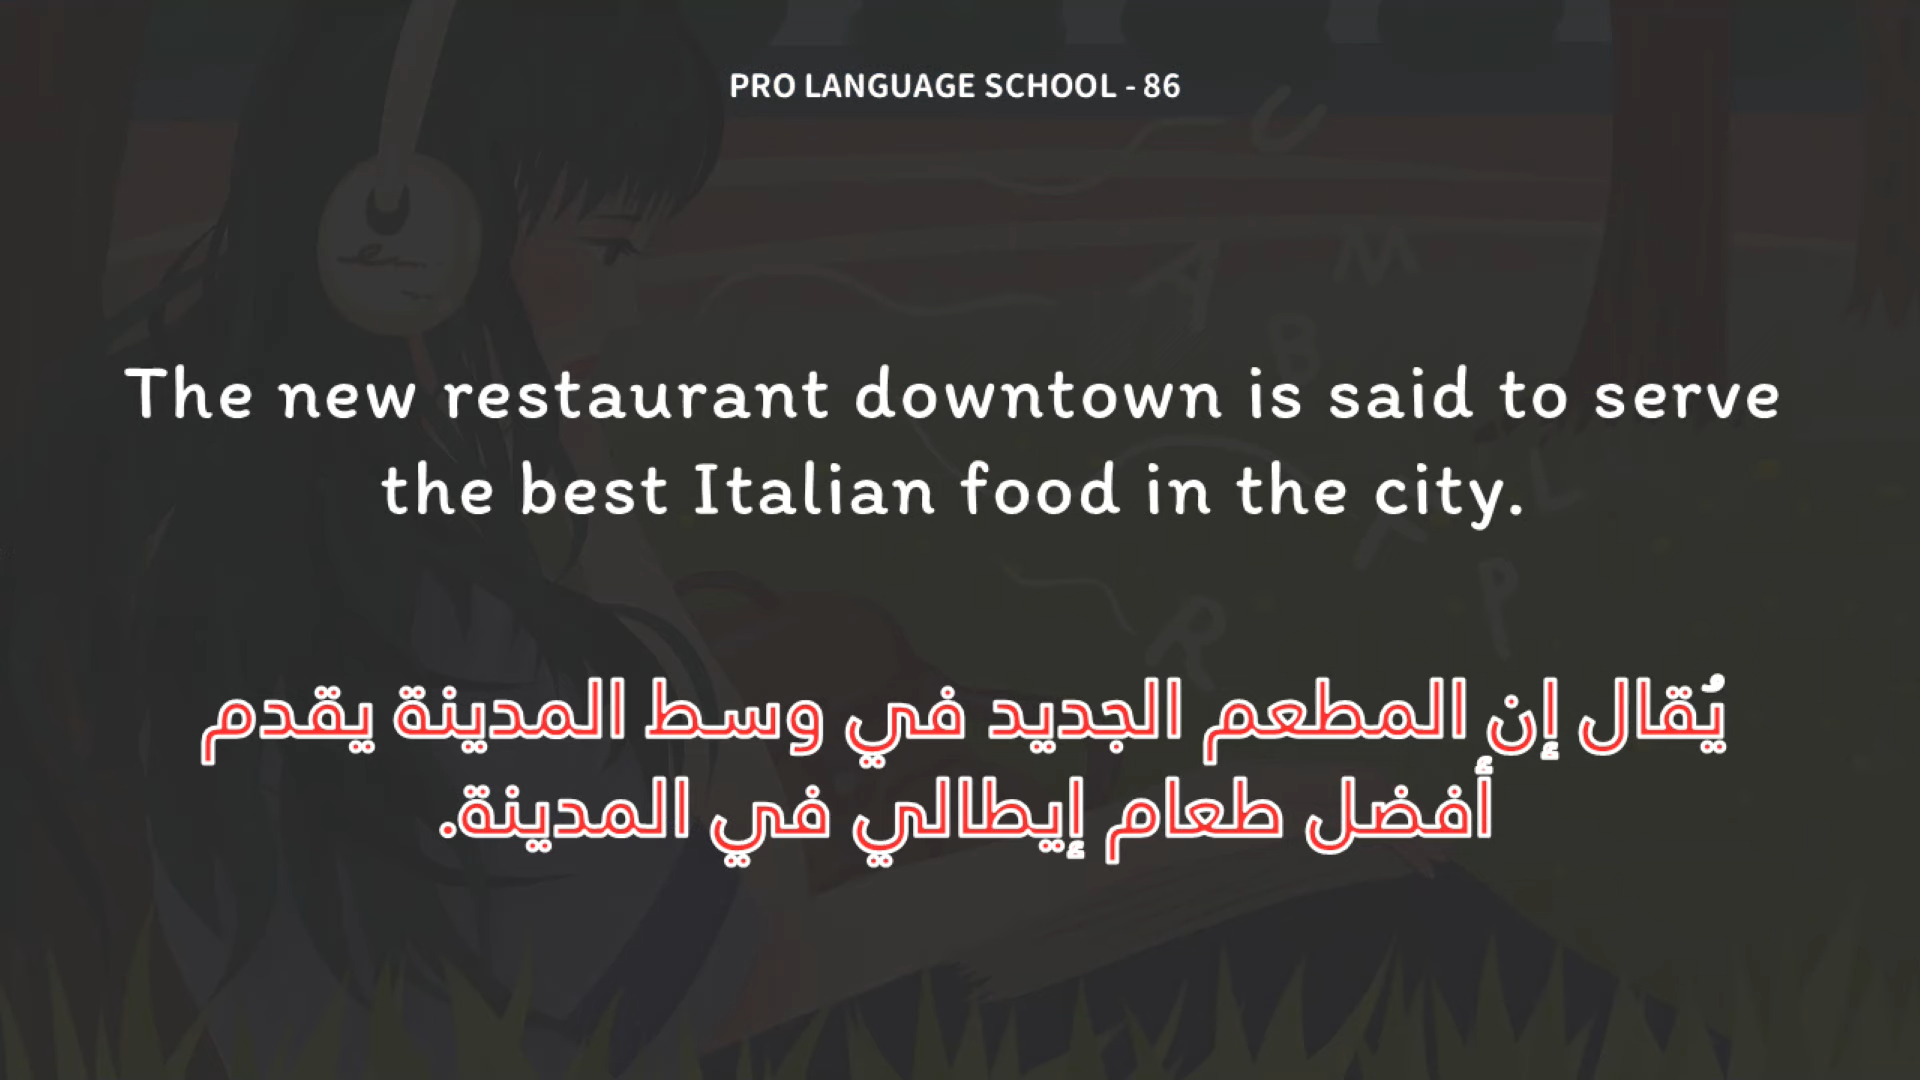 PRO LANGUAGE SCHOOL - 86
The new restaurant downtown is said to serve
the best Italian food in the city.
يُقال إن المطعم الجديد في وسط المدينة يقدم
أفضل طعام إيطالي في المدينة.
U
A M
B
L
T
P
R